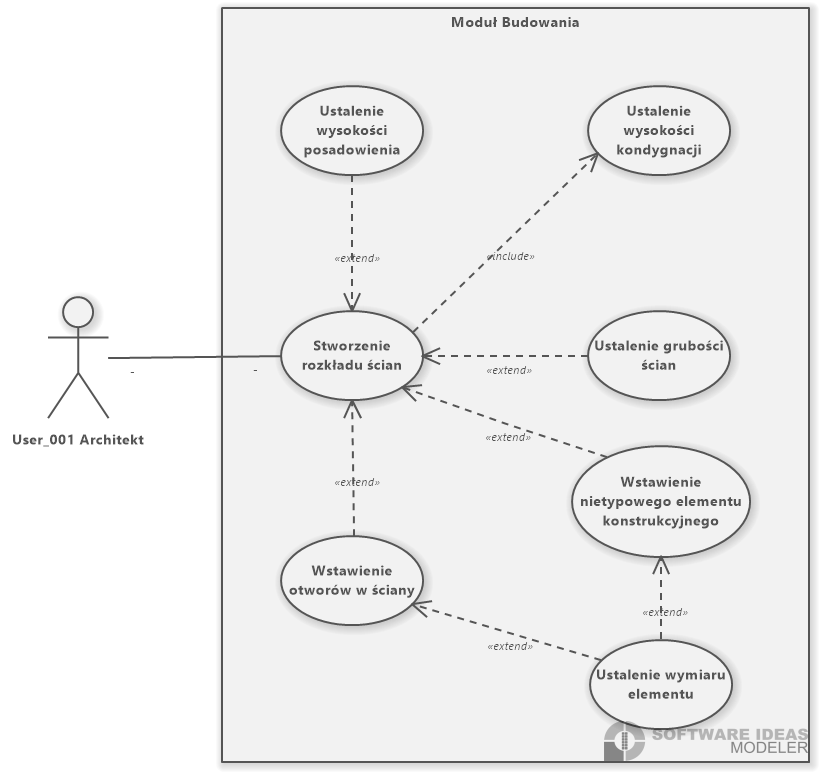 Moduł Budowania
Ustalenie
wysokości
posadowienia
Ustalenie
wysokości
kondygnacji
«extend»
«include»
Stworzenie
rozkładu ścian
Ustalenie grubości
ścian
«extend»
-
-
User_001 Architekt
«extend»
«extend»
Wstawienie
nietypowego elementu
konstrukcyjnego
Wstawienie
otworów w ściany
«extend»
«extend»
Ustalenie wymiaru
elementu
SOFTWARE IDEAS
MODELER